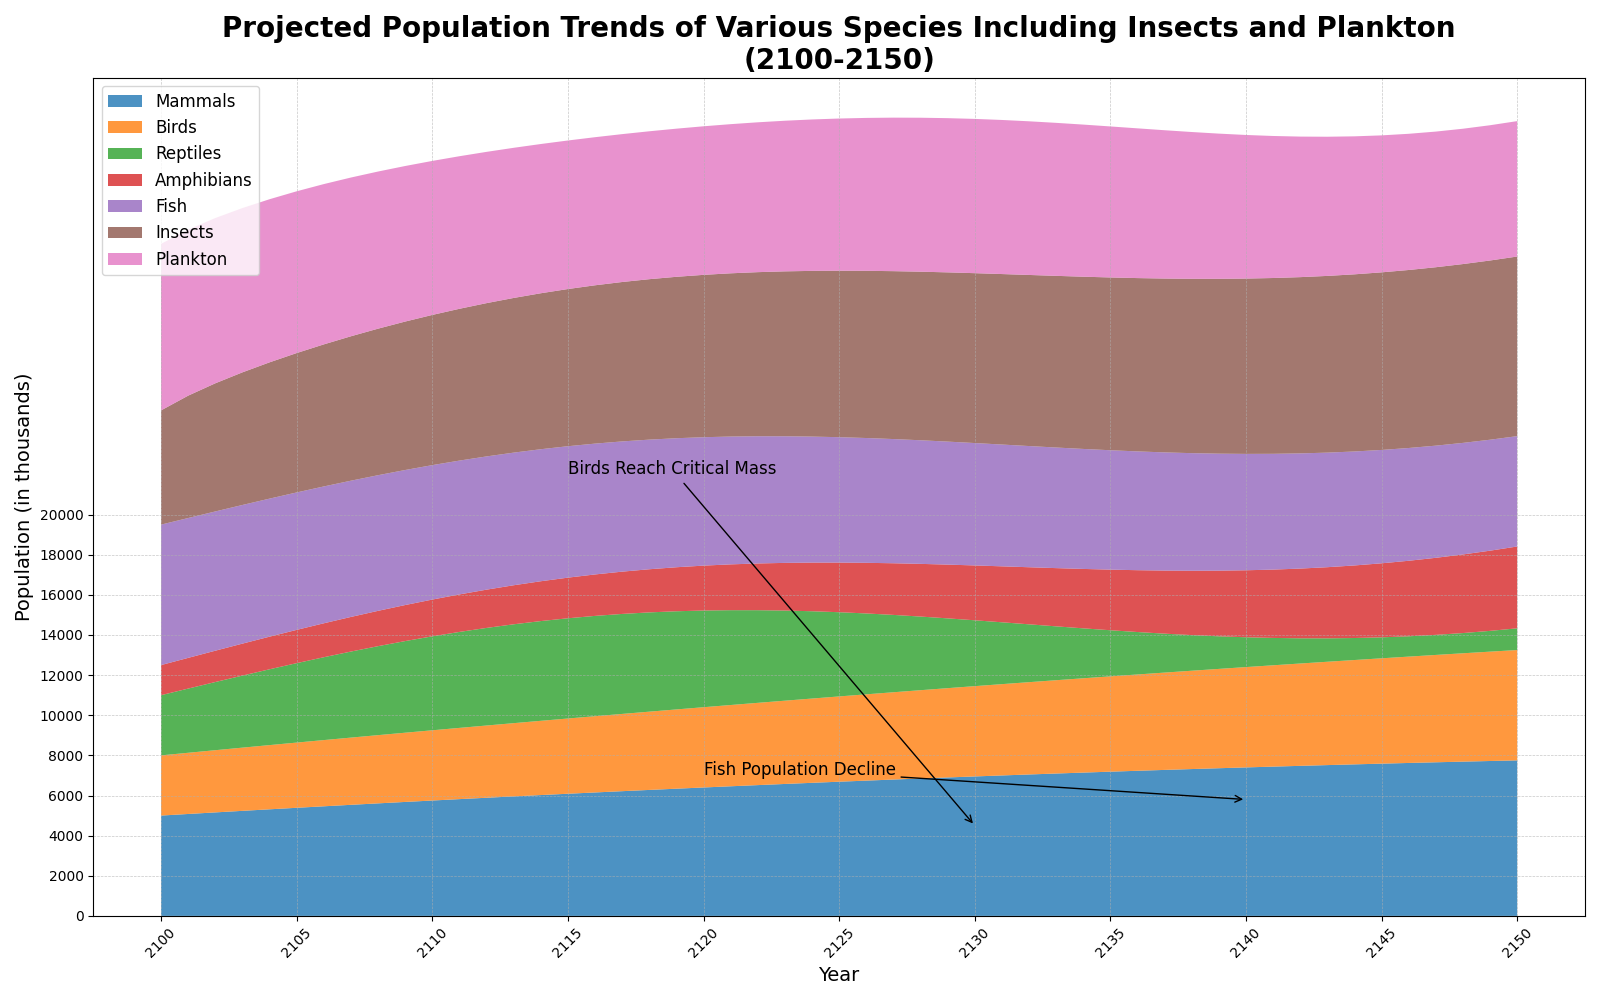 Projected Population Trends of Various Species Including Insects and Plankton
(2100-2150)
Mammals
Birds
Reptiles
Amphibians
Fish
Insects
Plankton
Population (in thousands)
20000
18000
16000
14000
12000
10000
8000
6000
4000
2000
0
Birds Reach Critical Mass
Fish Population Decline
2100
2105
2110
2115
2120
2125
2130
2135
2140
2145
2150
Year